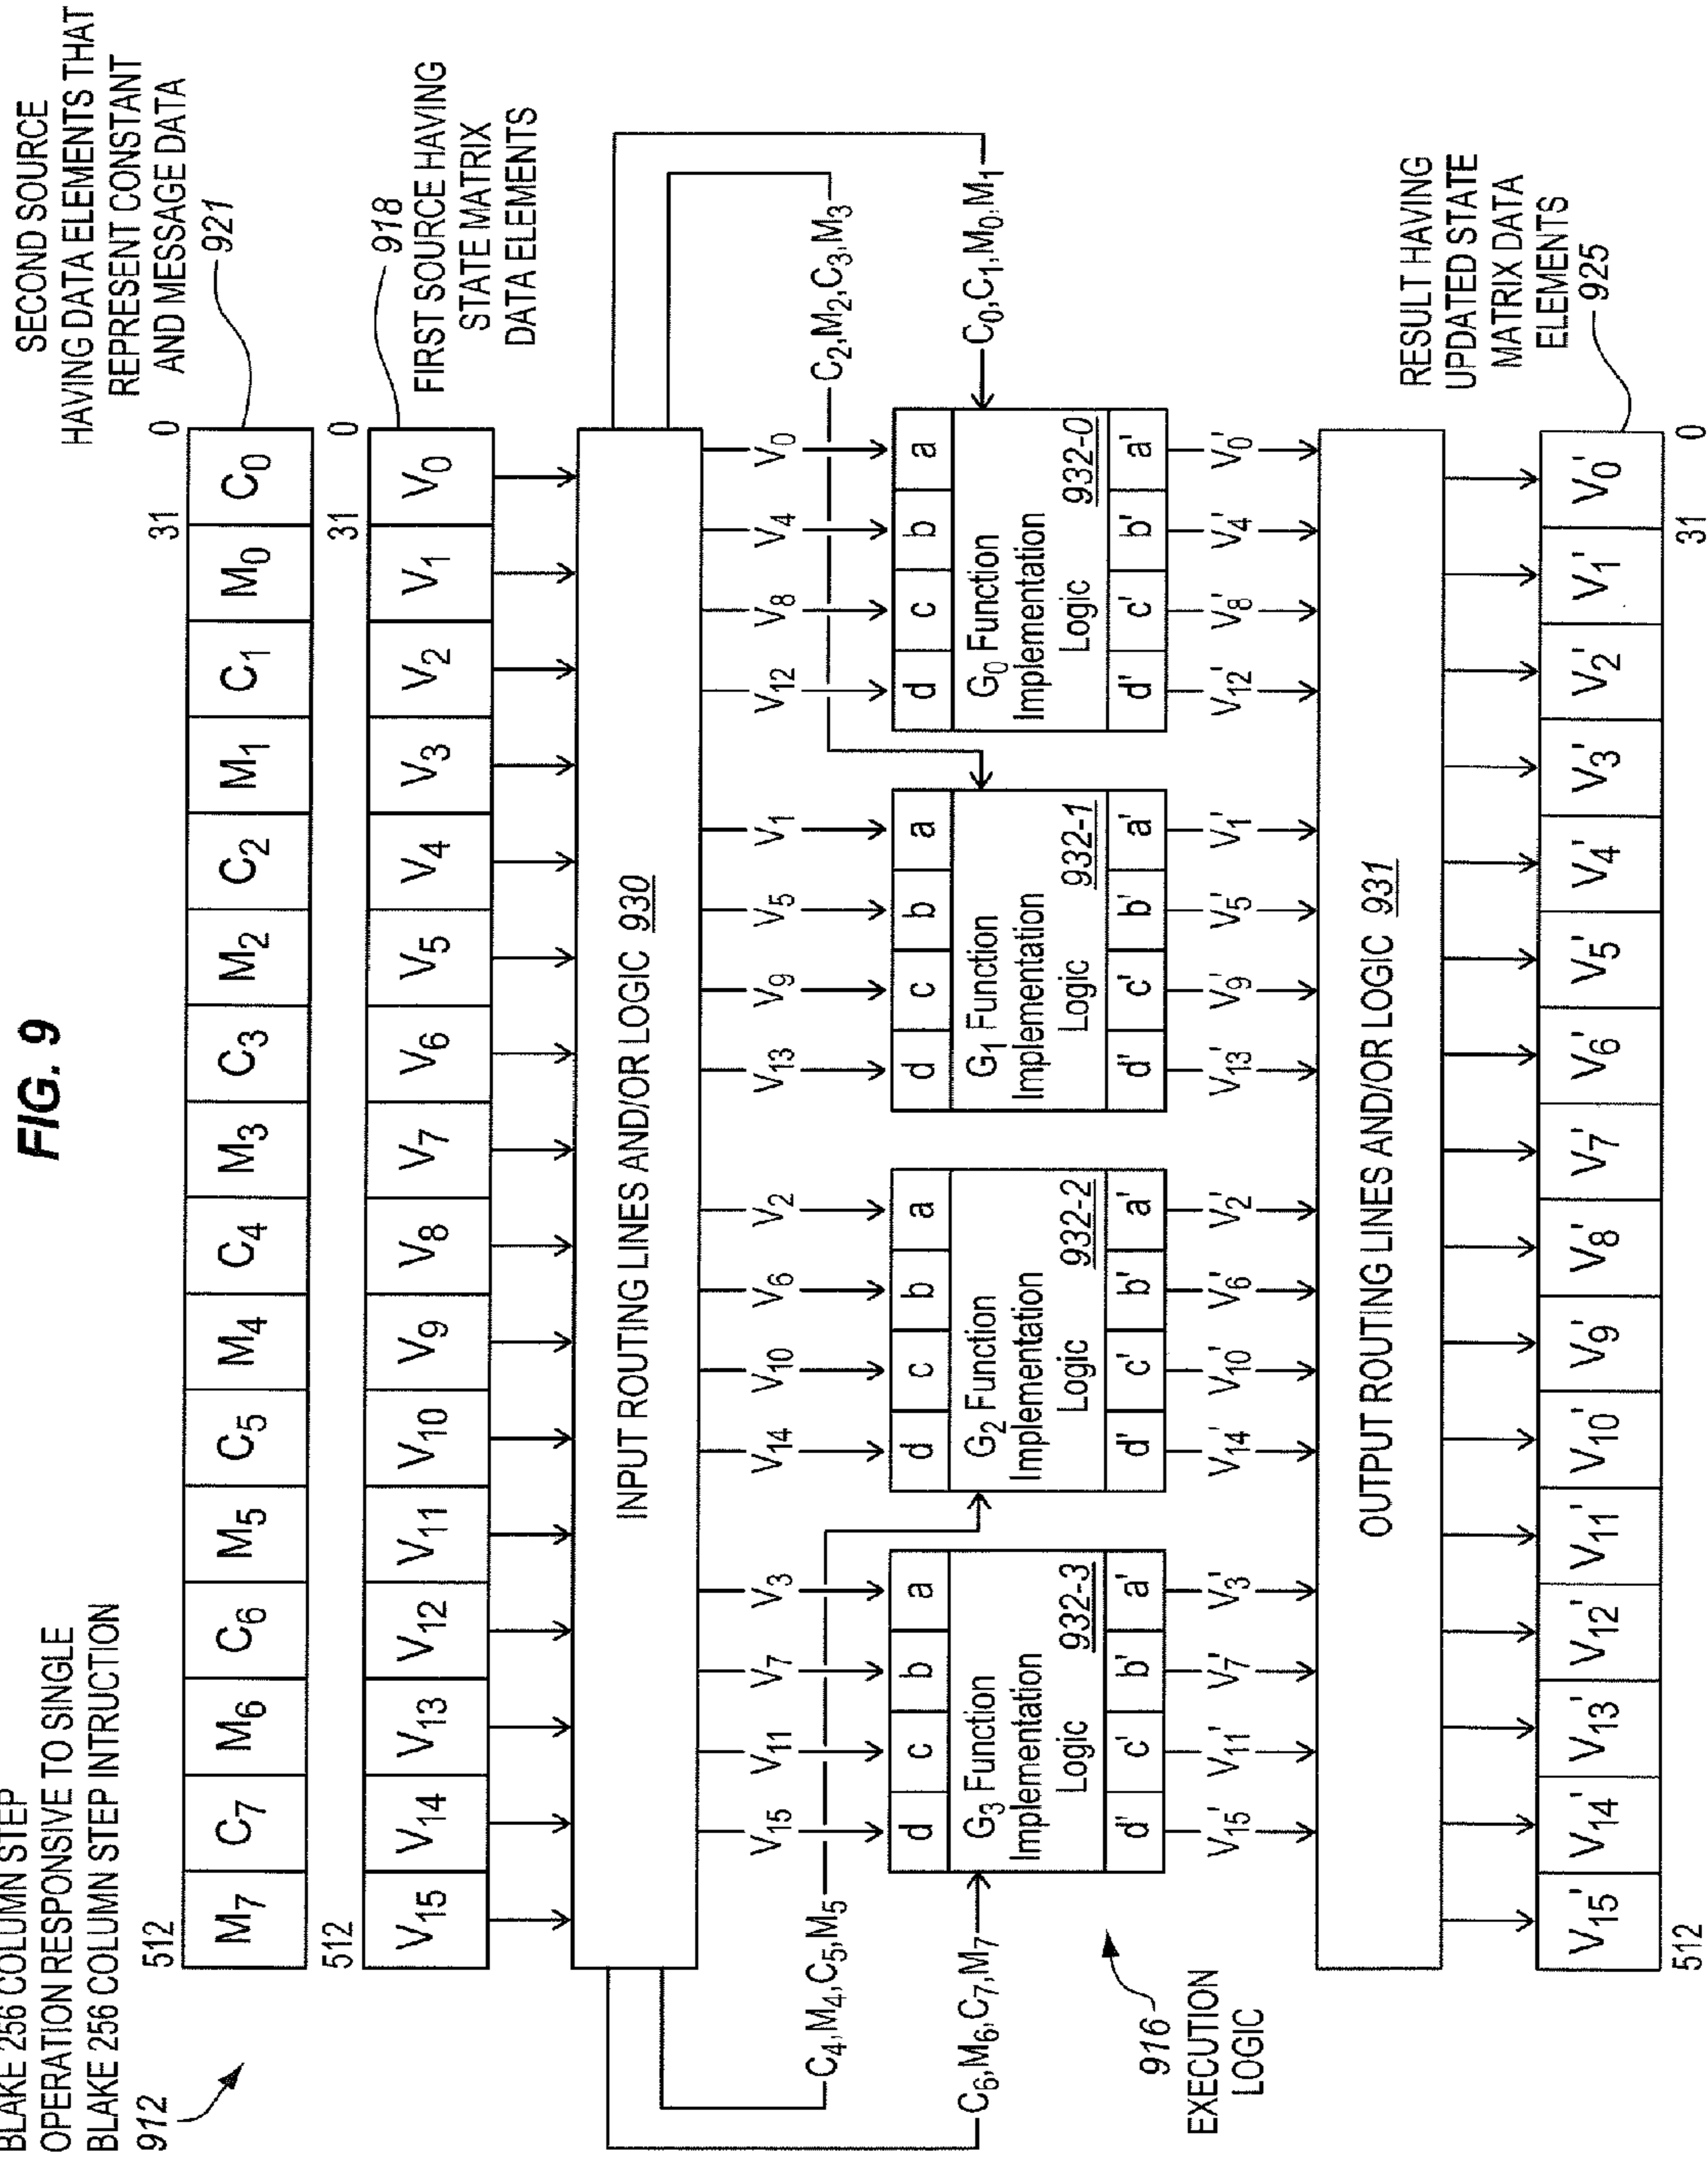 FIG. 9
BLAKE 256 COLUMN STEP
OPERATION RESPONSIVE TO SINGLE
BLAKE 256 COLUMN STEP INTRUCTION
912
SECOND SOURCE
HAVING DATA ELEMENTS THAT
REPRESENT CONSTANT
AND MESSAGE DATA
921
512 31 0
M7 C7 M6 C6 M5 C5 M4 C4 M3 C3 M2 C2 M1 C1 M0 C0
918
FIRST SOURCE HAVING
STATE MATRIX
DATA ELEMENTS
512 31 0
V15 V14 V13 V12 V11 V10 V9 V8 V7 V6 V5 V4 V3 V2 V1 V0
INPUT ROUTING LINES AND/OR LOGIC 930
V15 V11 V7 V3 V14 V10 V6 V2 V13 V9 V5 V1 V12 V8 V4 V0
C4,M4,C5,M5
C2,M2,C3,M3
C6,M6,C7,M7
C0,C1,M0,M1
d c b a d c b a d c b a d c b a
G3 Function
Implementation
Logic 932-3
G2 Function
Implementation
Logic 932-2
G1 Function
Implementation
Logic 932-1
G0 Function
Implementation
Logic 932-0
d' c' b' a' d' c' b' a' d' c' b' a' d' c' b' a'
916
EXECUTION
LOGIC
V15' V11' V7' V3' V14' V10' V6' V2' V13' V9' V5' V1' V12' V8' V4' V0'
OUTPUT ROUTING LINES AND/OR LOGIC 931
RESULT HAVING
UPDATED STATE
MATRIX DATA
ELEMENTS
925
V15' V14' V13' V12' V11' V10' V9' V8' V7' V6' V5' V4' V3' V2' V1' V0'
512 31 0